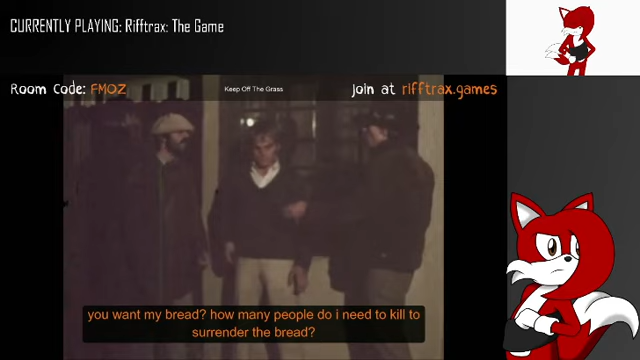 CURRENTLY PLAYING: Rifftrax: The Game
Room Code: FMOZ
Keep Off The Grass
join at rifftrax.games
you want my bread? how many people do i need to kill to
surrender the bread?